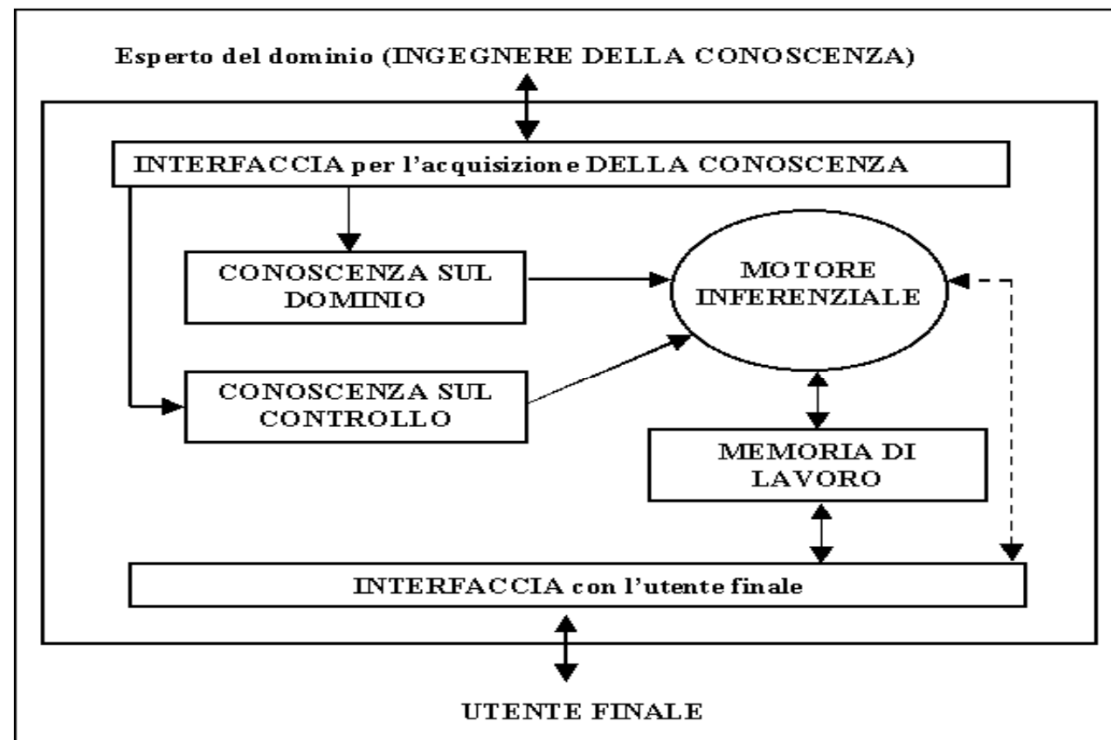 Esperto del dominio (INGEGNERE DELLA CONOSCENZA)
INTERFACCIA per l'acquisizione DELLA CONOSCENZA
CONOSCENZA SUL
DOMINIO
MOTORE
INFERENZIALE
CONOSCENZA SUL
CONTROLLO
MEMORIA DI
LAVORO
INTERFACCIA con l'utente finale
UTENTE FINALE